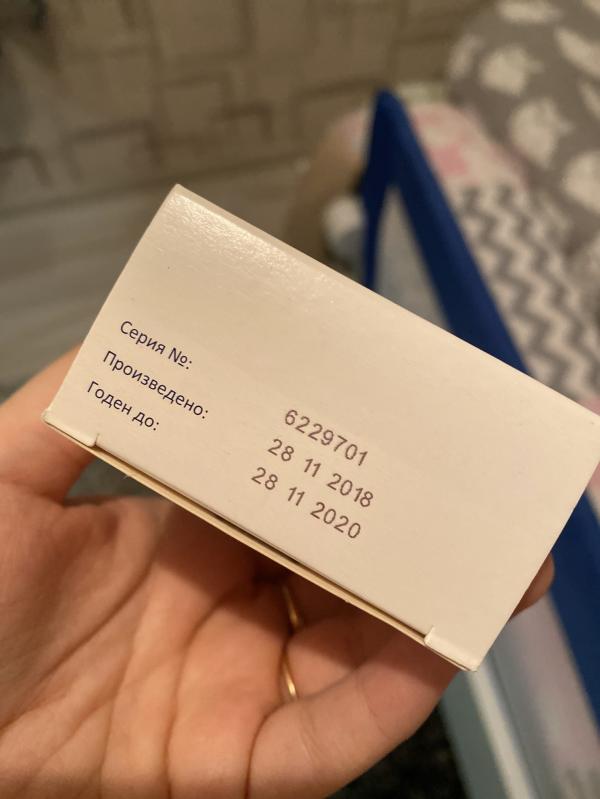 Серия №: 6229701
Произведено: 28 11 2018
Годен до: 28 11 2020